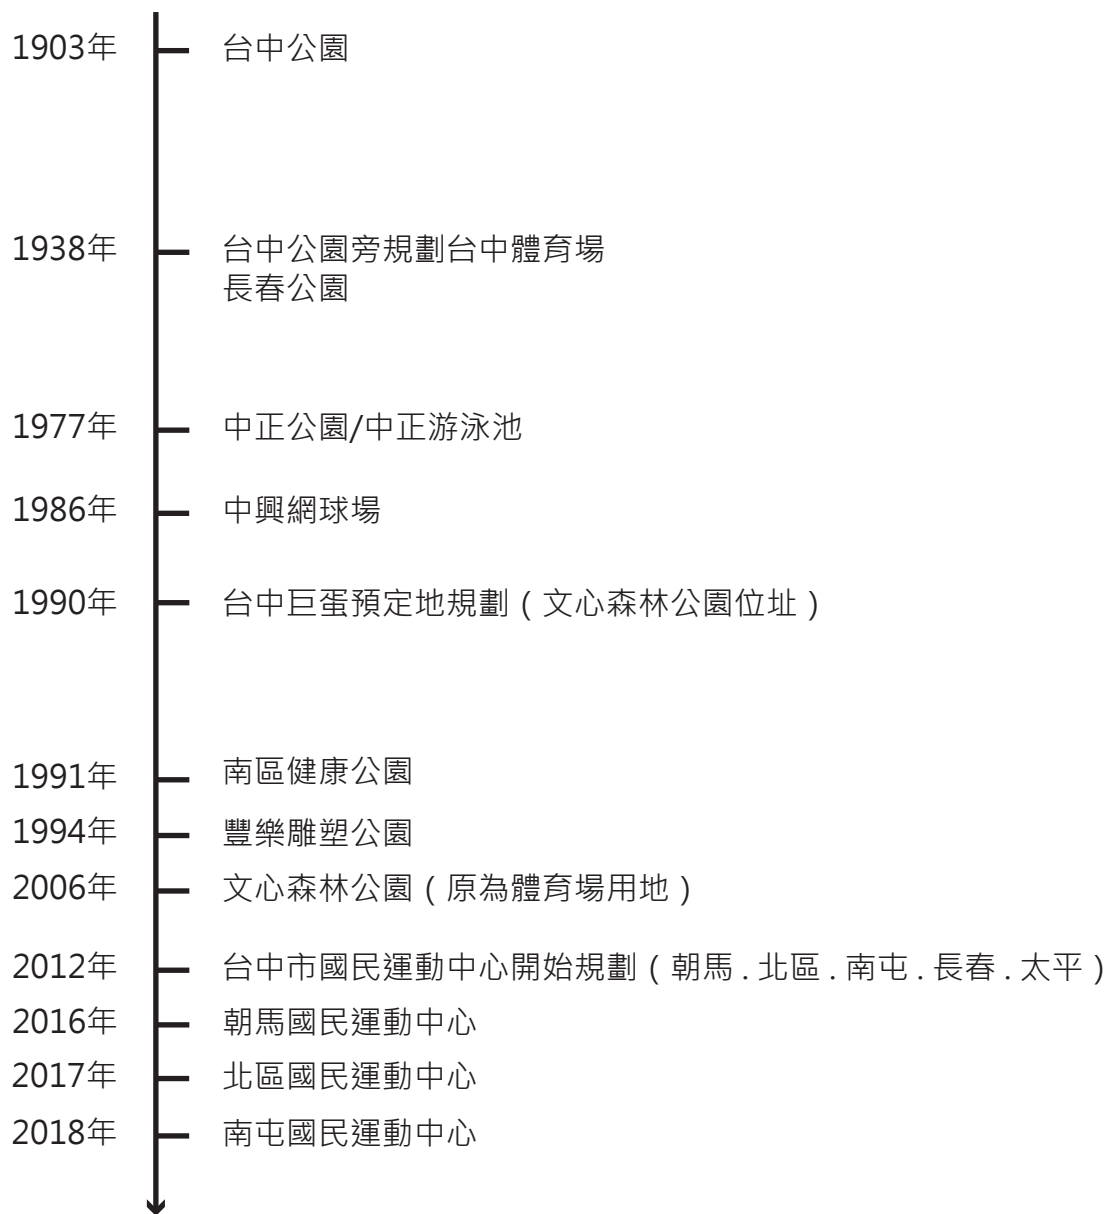 1903年 台中公園
1938年 台中公園旁規劃台中體育場
長春公園
1977年 中正公園/中正游泳池
1986年 中興網球場
1990年 台中巨蛋預定地規劃(文心森林公園位址)
1991年 南區健康公園
1994年 豐樂雕塑公園
2006年 文心森林公園(原為體育場用地)
2012年 台中市國民運動中心開始規劃(朝馬.北區.南屯.長春.太平)
2016年 朝馬國民運動中心
2017年 北區國民運動中心
2018年 南屯國民運動中心